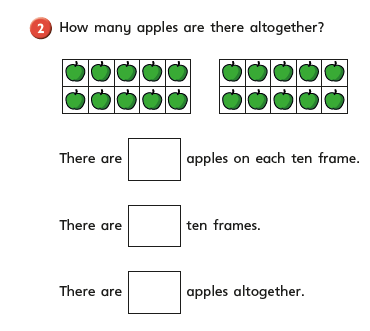 2 How many apples are there altogether?
There are apples on each ten frame.
There are ten frames.
There are apples altogether.